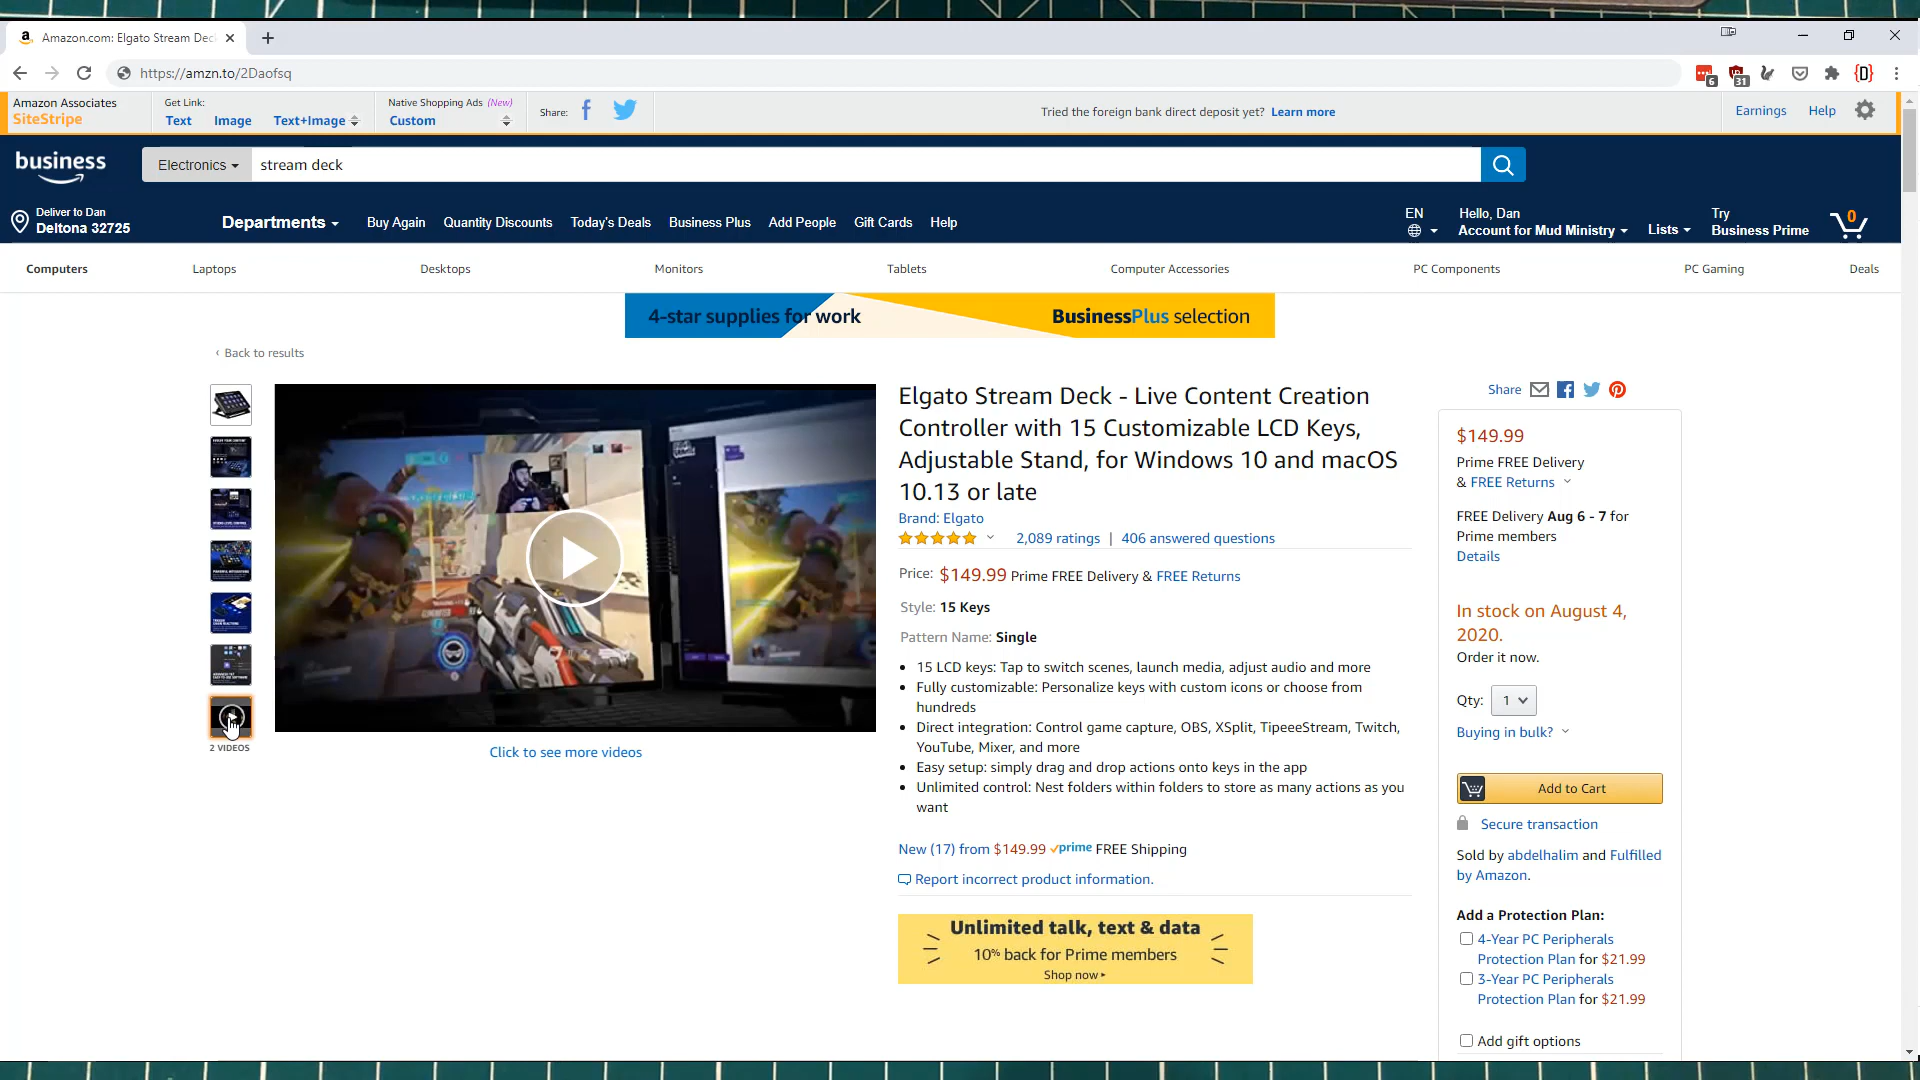 Amazon.com: Elgato Stream Dec
https://amzn.to/2Daofsq
6
31
Amazon Associates
SiteStripe
Get Link:
Text
Image
Text+Image
Native Shopping Ads (New)
Custom
Share:
Tried the foreign bank direct deposit yet? Learn more
Earnings
Help
business
Electronics
stream deck
Deliver to Dan
Deltona 32725
Departments
Buy Again
Quantity Discounts
Today's Deals
Business Plus
Add People
Gift Cards
Help
EN
Hello, Dan
Account for Mud Ministry
Lists
Try
Business Prime
0
Computers
Laptops
Desktops
Monitors
Tablets
Computer Accessories
PC Components
PC Gaming
Deals
4-star supplies for work
BusinessPlus selection
‹ Back to results
2 VIDEOS
Click to see more videos
Elgato Stream Deck - Live Content Creation
Controller with 15 Customizable LCD Keys,
Adjustable Stand, for Windows 10 and macOS
10.13 or late
Brand: Elgato
2,089 ratings | 406 answered questions
Price: $149.99 Prime FREE Delivery & FREE Returns
Style: 15 Keys
Pattern Name: Single
• 15 LCD keys: Tap to switch scenes, launch media, adjust audio and more
• Fully customizable: Personalize keys with custom icons or choose from
hundreds
• Direct integration: Control game capture, OBS, XSplit, TipeeeStream, Twitch,
YouTube, Mixer, and more
• Easy setup: simply drag and drop actions onto keys in the app
• Unlimited control: Nest folders within folders to store as many actions as you
want
New (17) from $149.99 prime FREE Shipping
Report incorrect product information.
Unlimited talk, text & data
10% back for Prime members
Shop now
Share
$149.99
Prime FREE Delivery
& FREE Returns
FREE Delivery Aug 6 - 7 for
Prime members
Details
In stock on August 4,
2020.
Order it now.
Qty: 1
Buying in bulk?
Add to Cart
Secure transaction
Sold by abdelhalim and Fulfilled
by Amazon.
Add a Protection Plan:
4-Year PC Peripherals
Protection Plan for $21.99
3-Year PC Peripherals
Protection Plan for $21.99
Add gift options